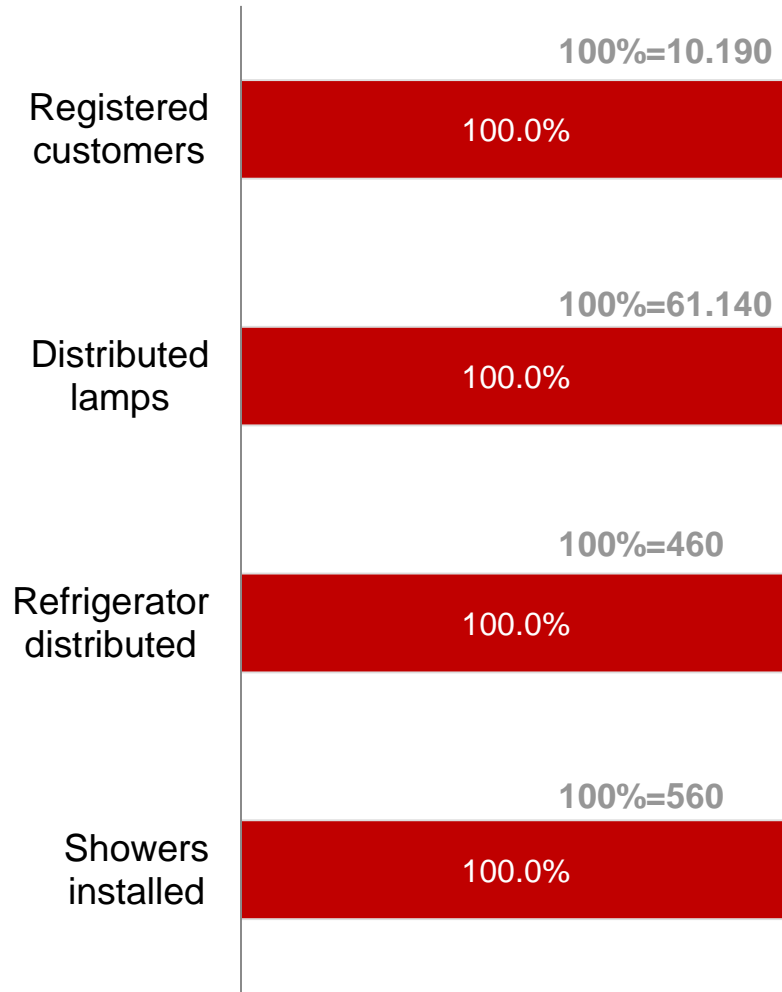 100%=10.190
Registered
customers
100.0%
100%=61.140
Distributed
lamps
100.0%
100%=460
Refrigerator
distributed
100.0%
100%=560
Showers
installed
100.0%